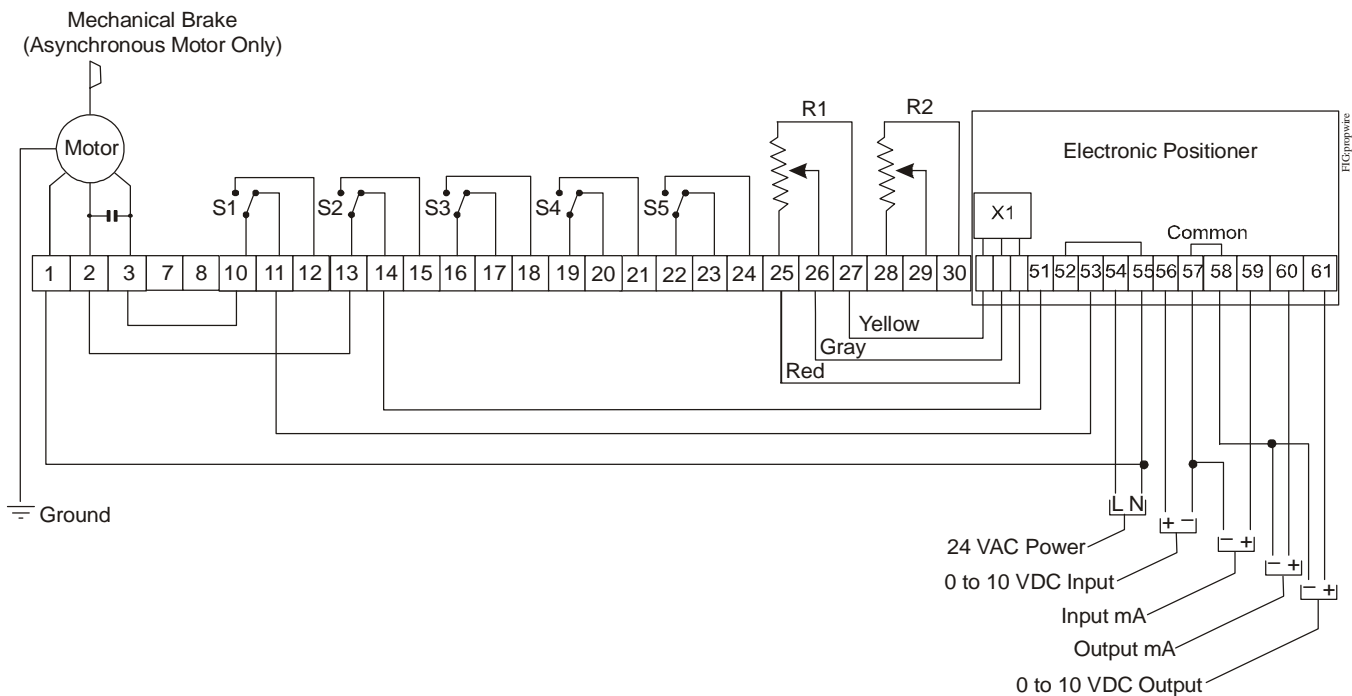 Mechanical Brake
(Asynchronous Motor Only)
Motor
R1
R2
Electronic Positioner
FIG:propwire
S1
S2
S3
S4
S5
X1
Common
1 2 3 7 8 10 11 12 13 14 15 16 17 18 19 20 21 22 23 24 25 26 27 28 29 30 51 52 53 54 55 56 57 58 59 60 61
Yellow
Gray
Red
Ground
L N
+ −
− +
− +
− +
24 VAC Power
0 to 10 VDC Input
Input mA
Output mA
0 to 10 VDC Output